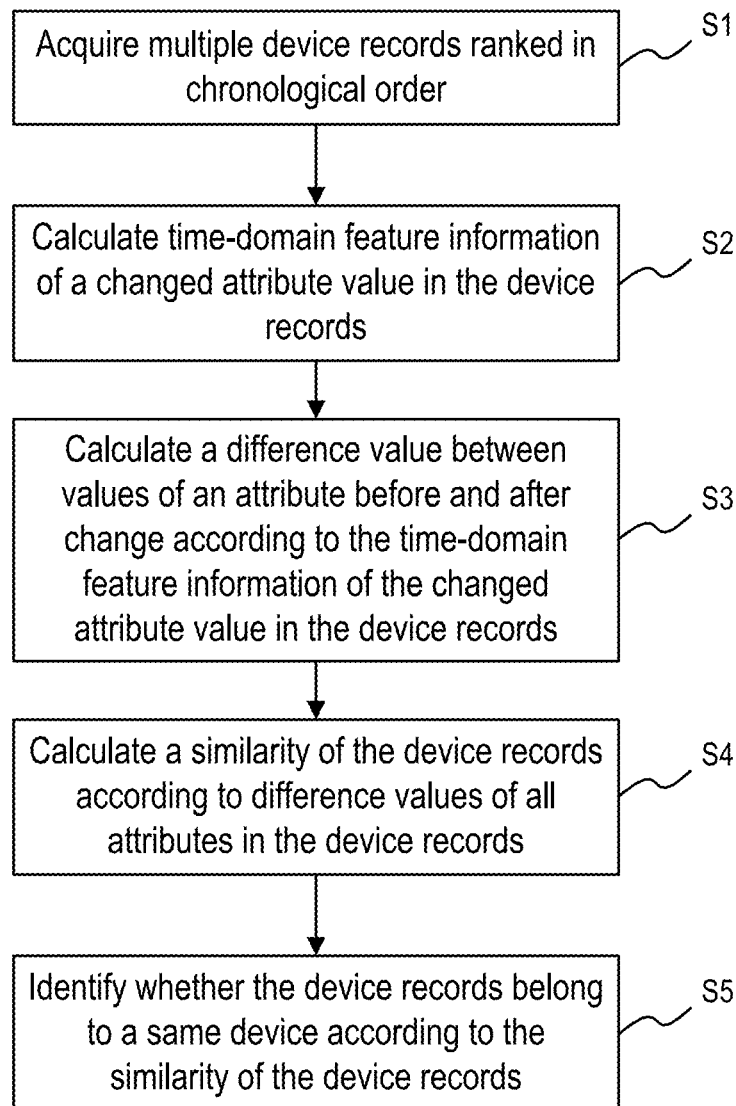 Acquire multiple device records ranked in
chronological order
S1
Calculate time-domain feature information
of a changed attribute value in the device
records
S2
Calculate a difference value between
values of an attribute before and after
change according to the time-domain
feature information of the changed
attribute value in the device records
S3
Calculate a similarity of the device records
according to difference values of all
attributes in the device records
S4
Identify whether the device records belong
to a same device according to the
similarity of the device records
S5